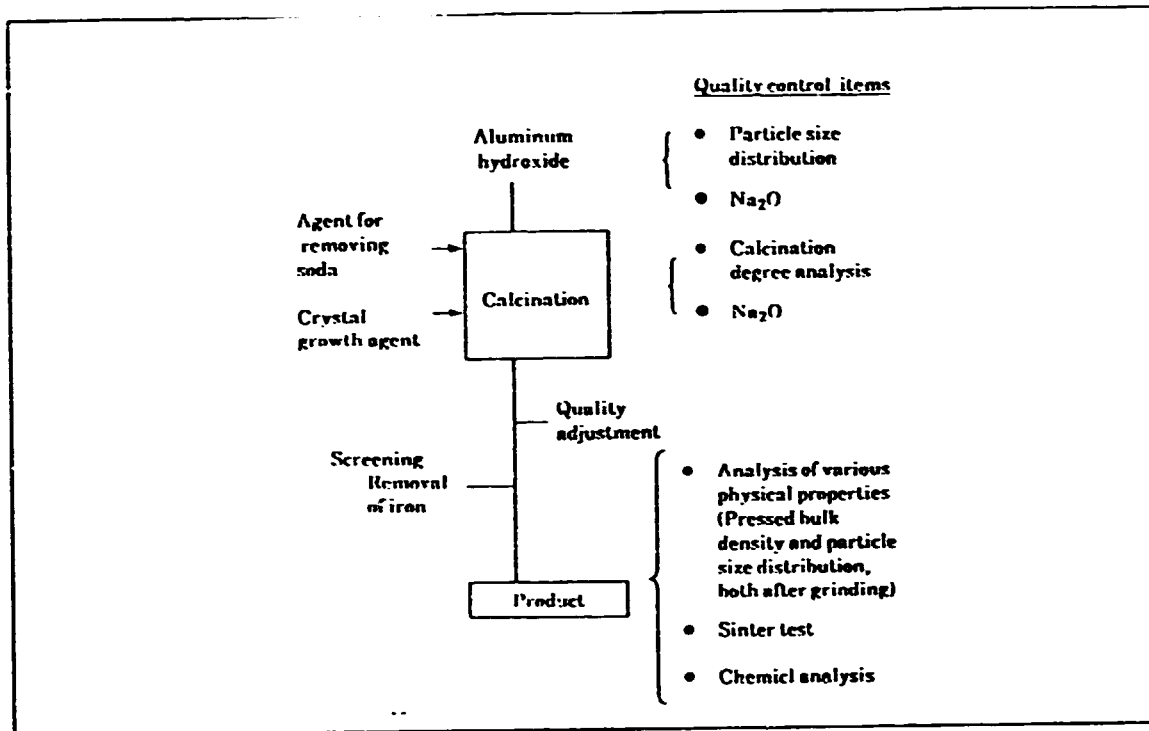 Quality control items
Aluminum
hydroxide
● Particle size
distribution
● Na₂O
Agent for
removing
soda
Crystal
growth agent
Calcination
● Calcination
degree analysis
● Na₂O
Quality
adjustment
Screening
Removal
of iron
Product
● Analysis of various
physical properties
(Pressed bulk
density and particle
size distribution,
both after grinding)
● Sinter test
● Chemicl analysis